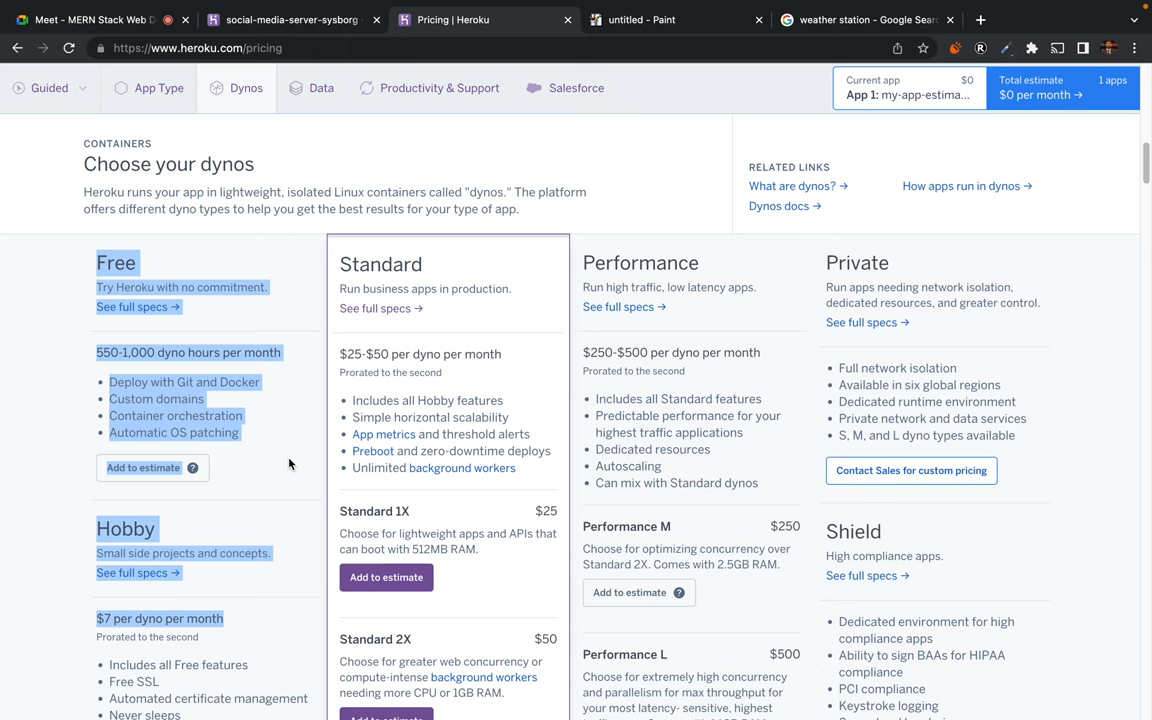 Meet - MERN Stack Web D
social-media-server-sysborg
Pricing | Heroku
untitled - Paint
weather station - Google Searc
https://www.heroku.com/pricing
Guided
App Type
Dynos
Data
Productivity & Support
Salesforce
Current app $0
App 1: my-app-estima...
Total estimate 1 apps
$0 per month →
CONTAINERS
Choose your dynos
Heroku runs your app in lightweight, isolated Linux containers called "dynos." The platform
offers different dyno types to help you get the best results for your type of app.
RELATED LINKS
What are dynos? →
How apps run in dynos →
Dynos docs →
Free
Try Heroku with no commitment.
See full specs →
550-1,000 dyno hours per month
• Deploy with Git and Docker
• Custom domains
• Container orchestration
• Automatic OS patching
Add to estimate ?
Hobby
Small side projects and concepts.
See full specs →
$7 per dyno per month
Prorated to the second
• Includes all Free features
• Free SSL
• Automated certificate management
• Never sleeps
Standard
Run business apps in production.
See full specs →
$25-$50 per dyno per month
Prorated to the second
• Includes all Hobby features
• Simple horizontal scalability
• App metrics and threshold alerts
• Preboot and zero-downtime deploys
• Unlimited background workers
Standard 1X $25
Choose for lightweight apps and APIs that
can boot with 512MB RAM.
Add to estimate
Standard 2X $50
Choose for greater web concurrency or
compute-intense background workers
needing more CPU or 1GB RAM.
Add to estimate
Performance
Run high traffic, low latency apps.
See full specs →
$250-$500 per dyno per month
Prorated to the second
• Includes all Standard features
• Predictable performance for your
highest traffic applications
• Dedicated resources
• Autoscaling
• Can mix with Standard dynos
Performance M $250
Choose for optimizing concurrency over
Standard 2X. Comes with 2.5GB RAM.
Add to estimate ?
Performance L $500
Choose for extremely high concurrency
and parallelism for max throughput for
your most latency- sensitive, highest
Private
Run apps needing network isolation,
dedicated resources, and greater control.
See full specs →
• Full network isolation
• Available in six global regions
• Dedicated runtime environment
• Private network and data services
• S, M, and L dyno types available
Contact Sales for custom pricing
Shield
High compliance apps.
See full specs →
• Dedicated environment for high
compliance apps
• Ability to sign BAAs for HIPAA
compliance
• PCI compliance
• Keystroke logging